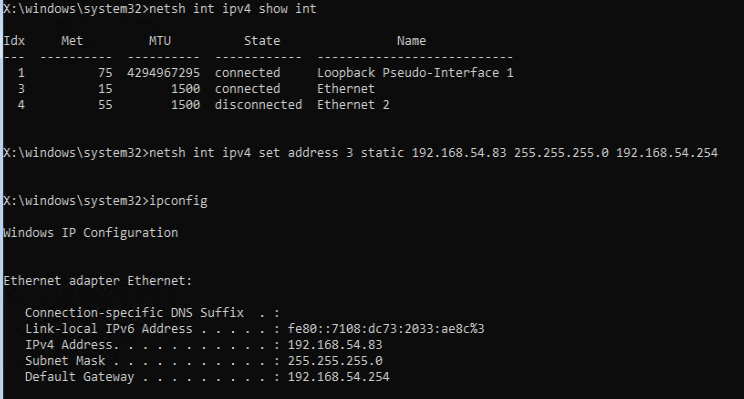 X:\windows\system32>netsh int ipv4 show int
Idx     Met         MTU          State                Name
---  ----------  ----------  ------------  ---------------------------
  1          75  4294967295  connected     Loopback Pseudo-Interface 1
  3          15        1500  connected     Ethernet
  4          55        1500  disconnected  Ethernet 2
X:\windows\system32>netsh int ipv4 set address 3 static 192.168.54.83 255.255.255.0 192.168.54.254
X:\windows\system32>ipconfig
Windows IP Configuration
Ethernet adapter Ethernet:
   Connection-specific DNS Suffix  . :
   Link-local IPv6 Address . . . . . : fe80::7108:dc73:2033:ae8c%3
   IPv4 Address. . . . . . . . . . . : 192.168.54.83
   Subnet Mask . . . . . . . . . . . : 255.255.255.0
   Default Gateway . . . . . . . . . : 192.168.54.254